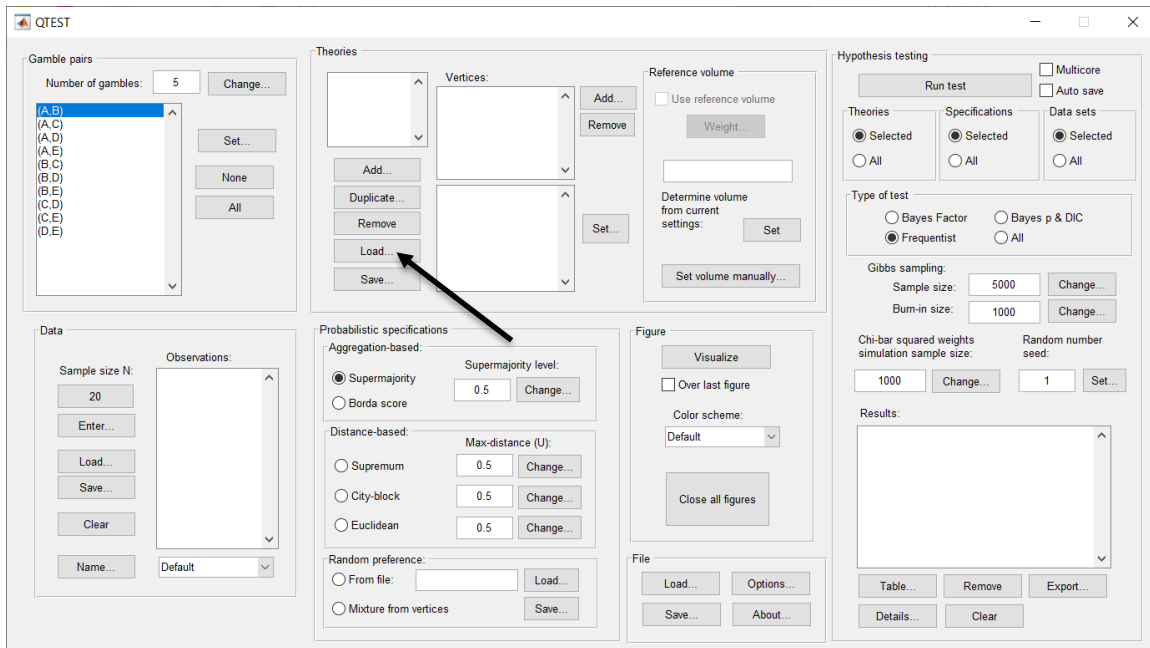 QTEST
Gamble pairs
Number of gambles: 5 Change...
(A,B)
(A,C)
(A,D)
(A,E)
(B,C)
(B,D)
(B,E)
(C,D)
(C,E)
(D,E)
Set...
None
All
Theories
Vertices:
Add...
Remove
Add...
Duplicate...
Remove
Load...
Save...
Set...
Reference volume
Use reference volume
Weight...
Determine volume
from current
settings:
Set
Set volume manually...
Hypothesis testing
Run test
Multicore
Auto save
Theories
Selected
All
Specifications
Selected
All
Data sets
Selected
All
Type of test
Bayes Factor
Bayes p & DIC
Frequentist
All
Gibbs sampling:
Sample size: 5000 Change...
Burn-in size: 1000 Change...
Chi-bar squared weights
simulation sample size:
1000 Change...
Random number
seed:
1 Set...
Results:
Table...
Remove
Export...
Details...
Clear
Data
Sample size N:
20
Enter...
Load...
Save...
Clear
Name...
Observations:
Default
Probabilistic specifications
Aggregation-based:
Supermajority
Borda score
Supermajority level:
0.5 Change...
Distance-based:
Max-distance (U):
Supremum 0.5 Change...
City-block 0.5 Change...
Euclidean 0.5 Change...
Random preference:
From file: Load...
Mixture from vertices Save...
Figure
Visualize
Over last figure
Color scheme:
Default
Close all figures
File
Load...
Options...
Save...
About...